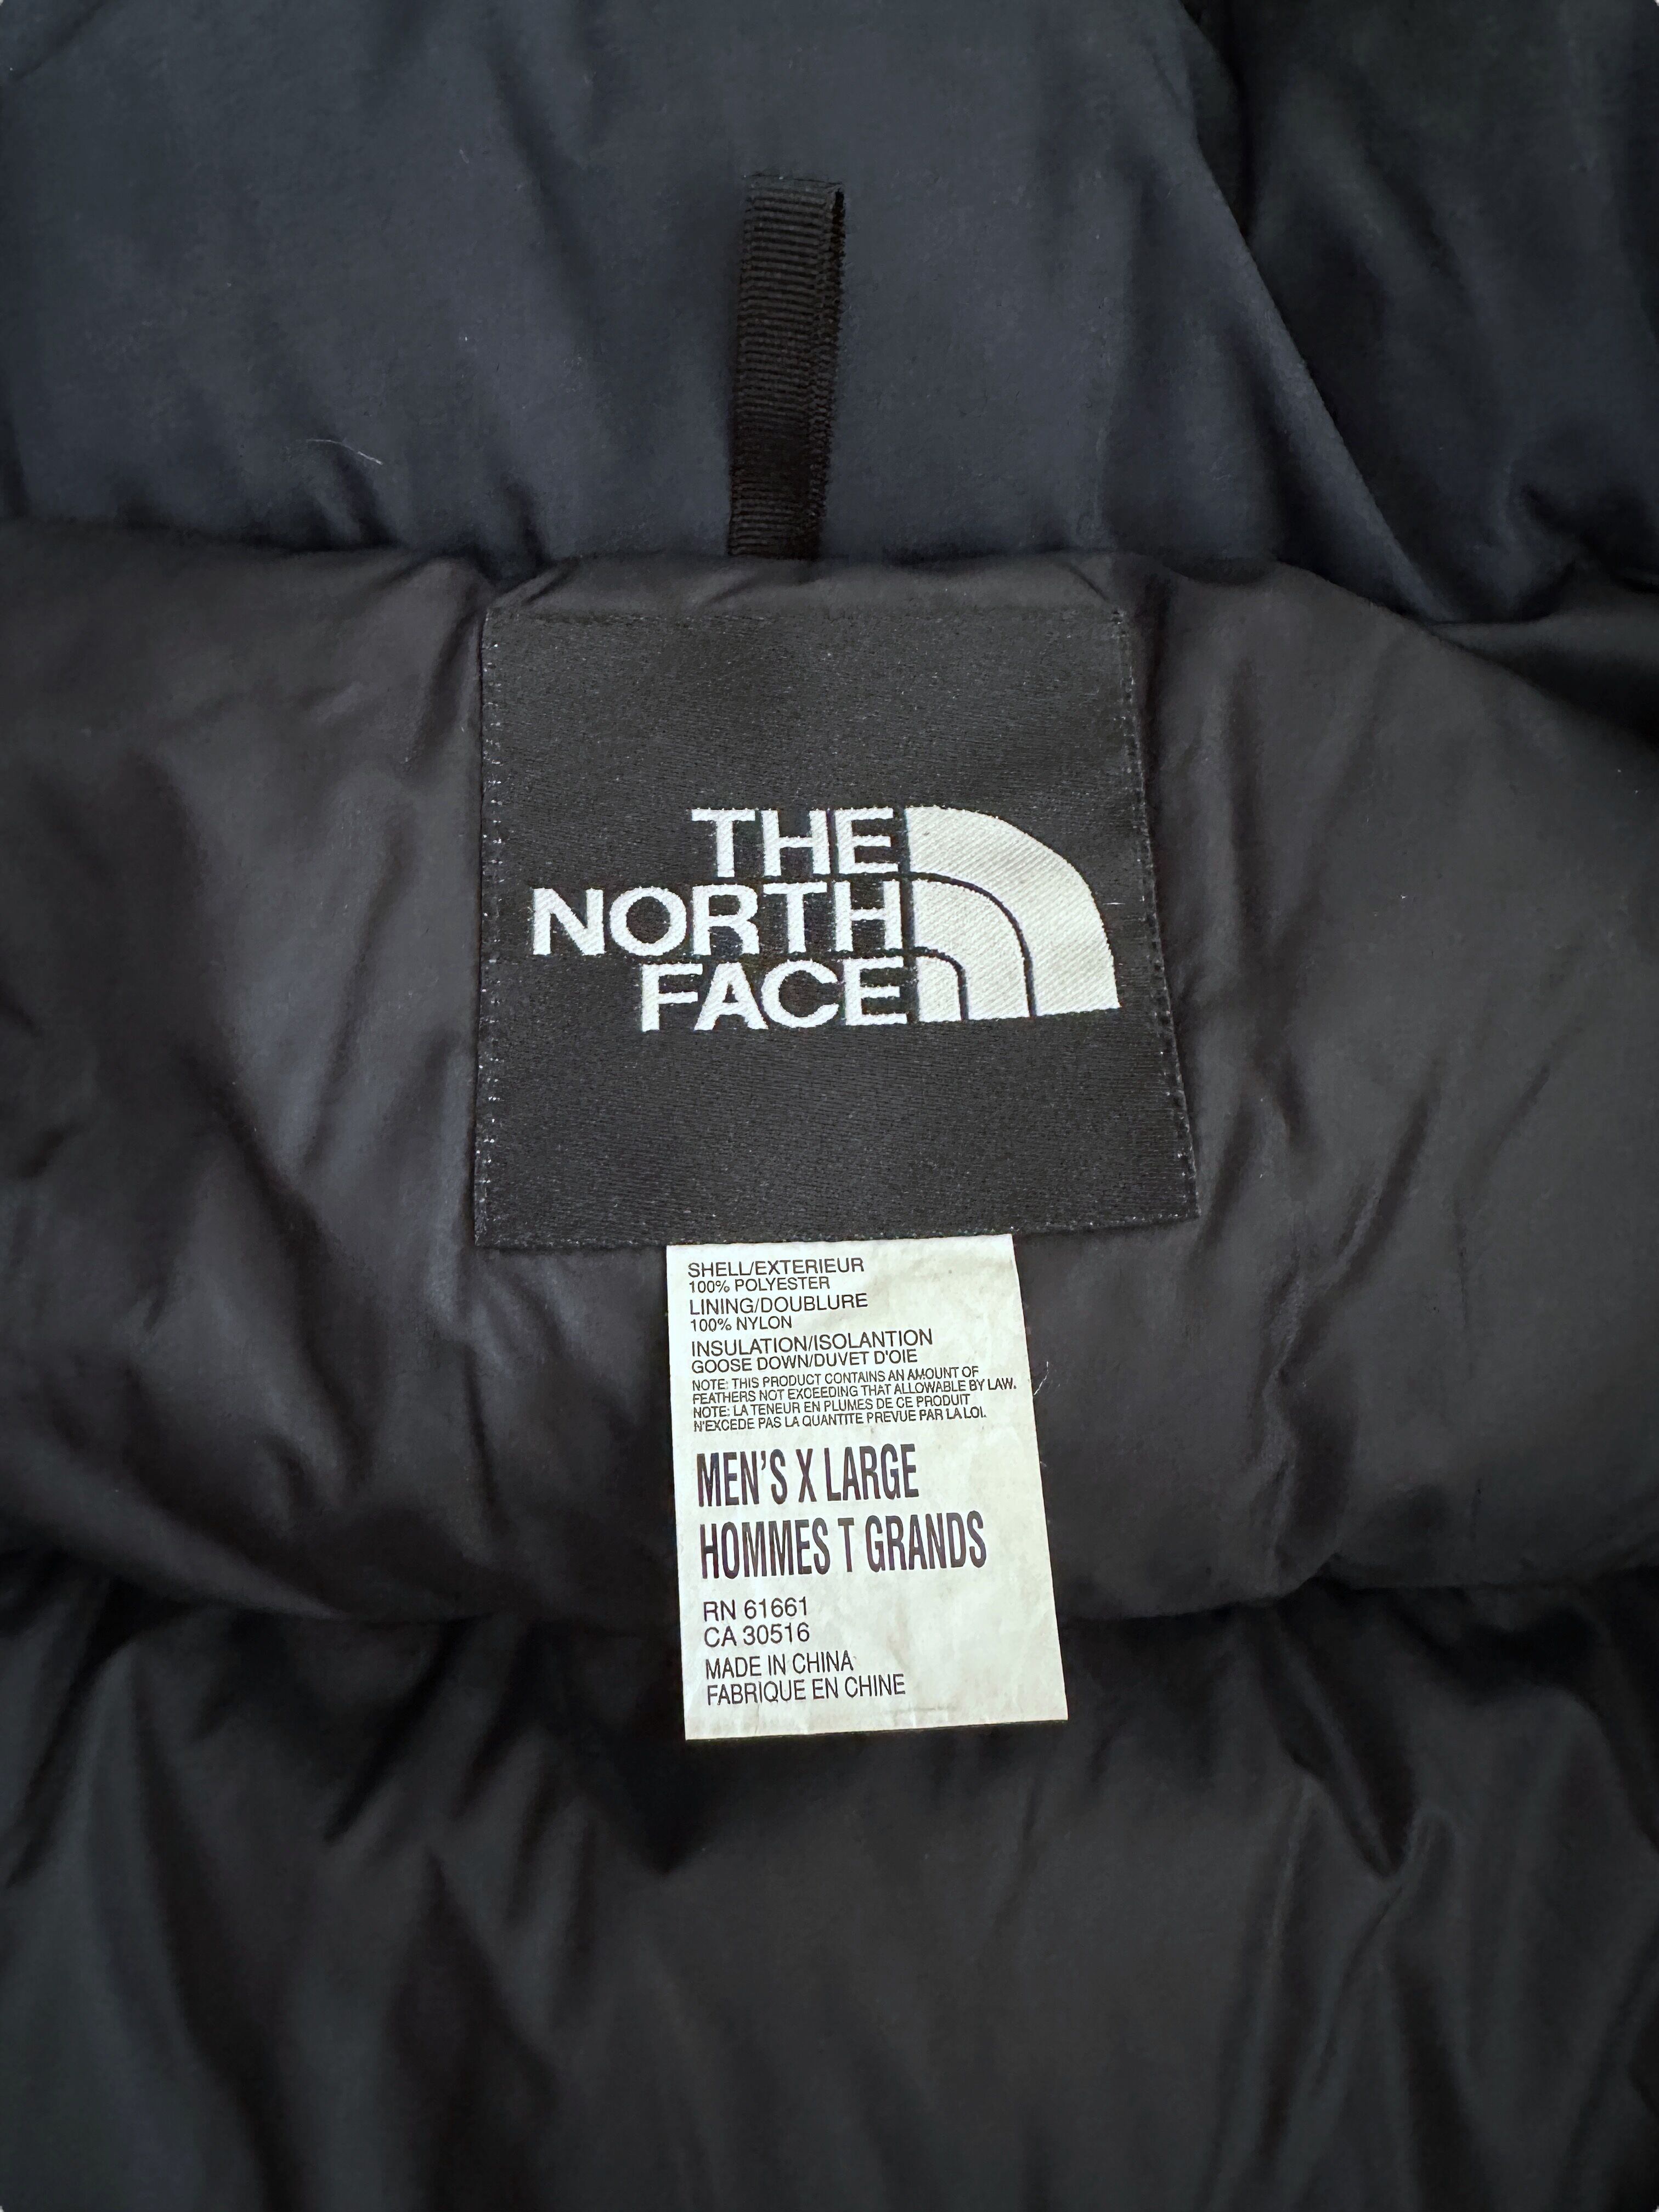 THE
NORTH
FACE
SHELL/EXTERIEUR
100% POLYESTER
LINING/DOUBLURE
100% NYLON
INSULATION/ISOLANTION
GOOSE DOWN/DUVET D'OIE
NOTE: THIS PRODUCT CONTAINS AN AMOUNT OF
FEATHERS NOT EXCEEDING THAT ALLOWABLE BY LAW.
NOTE: LA TENEUR EN PLUMES DE CE PRODUIT
N'EXCEDE PAS LA QUANTITE PREVUE PAR LA LOI.
MEN'S X LARGE
HOMMES T GRANDS
RN 61661
CA 30516
MADE IN CHINA
FABRIQUE EN CHINE